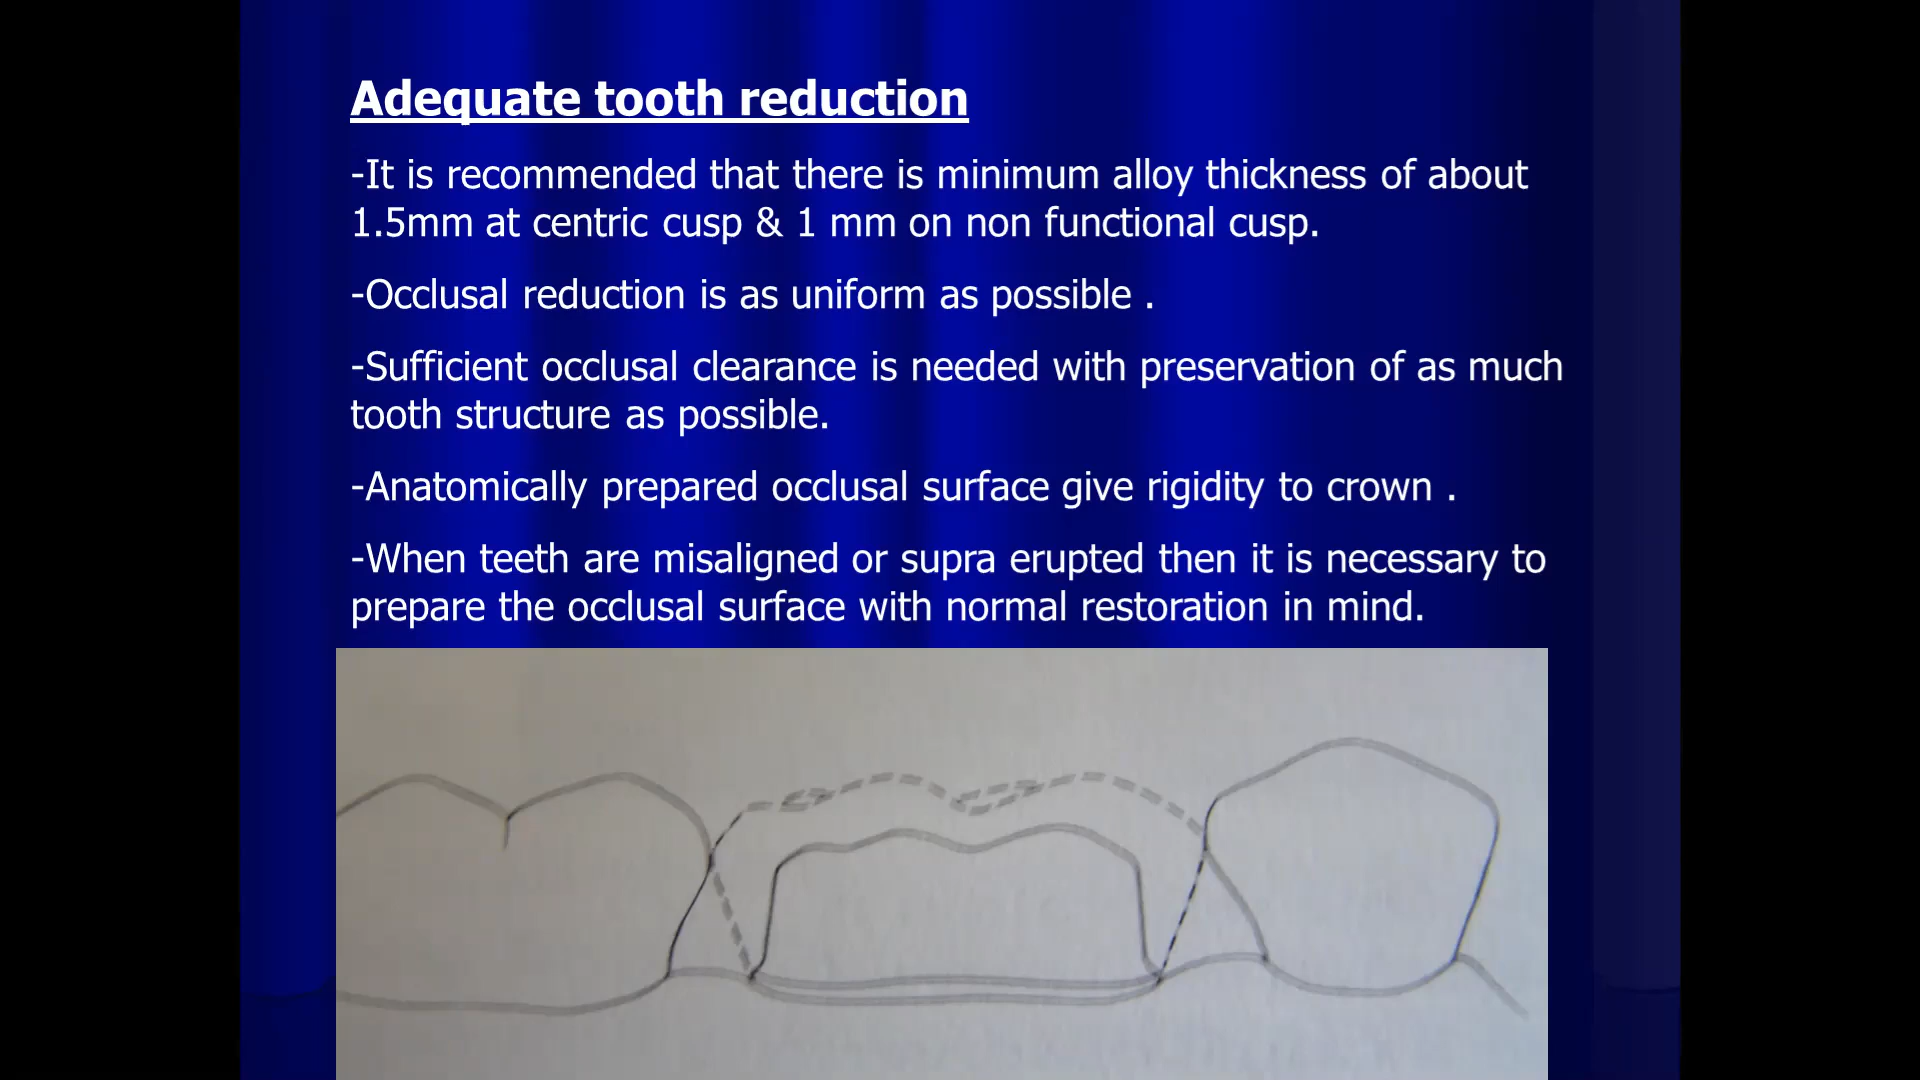 Adequate tooth reduction
-It is recommended that there is minimum alloy thickness of about
1.5mm at centric cusp & 1 mm on non functional cusp.
-Occlusal reduction is as uniform as possible .
-Sufficient occlusal clearance is needed with preservation of as much
tooth structure as possible.
-Anatomically prepared occlusal surface give rigidity to crown .
-When teeth are misaligned or supra erupted then it is necessary to
prepare the occlusal surface with normal restoration in mind.